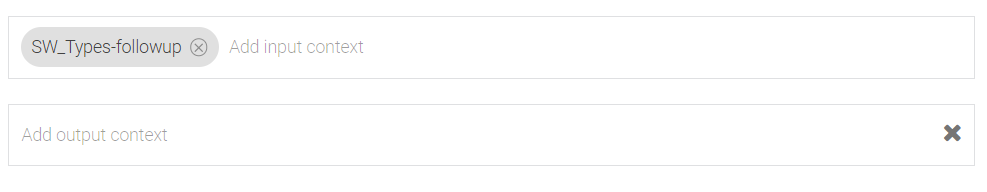 SW_Types-followup Add input context
Add output context